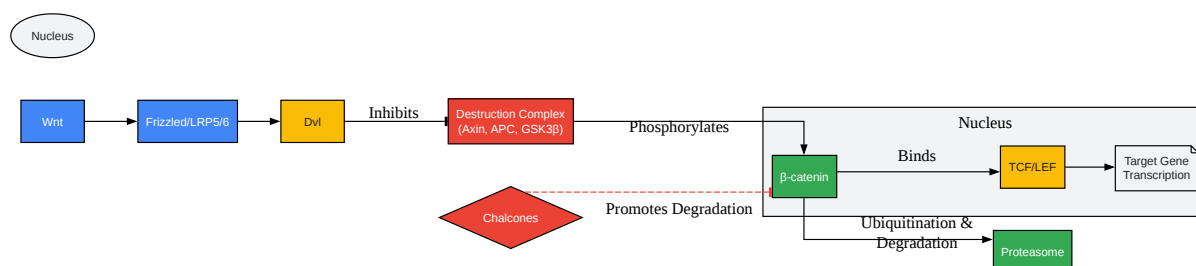 Nucleus
Wnt
Frizzled/LRP5/6
Dvl
Inhibits
Destruction Complex
(Axin, APC, GSK3β)
Phosphorylates
Nucleus
β-catenin
Binds
TCF/LEF
Target Gene
Transcription
Chalcones
Promotes Degradation
Ubiquitination &
Degradation
Proteasome